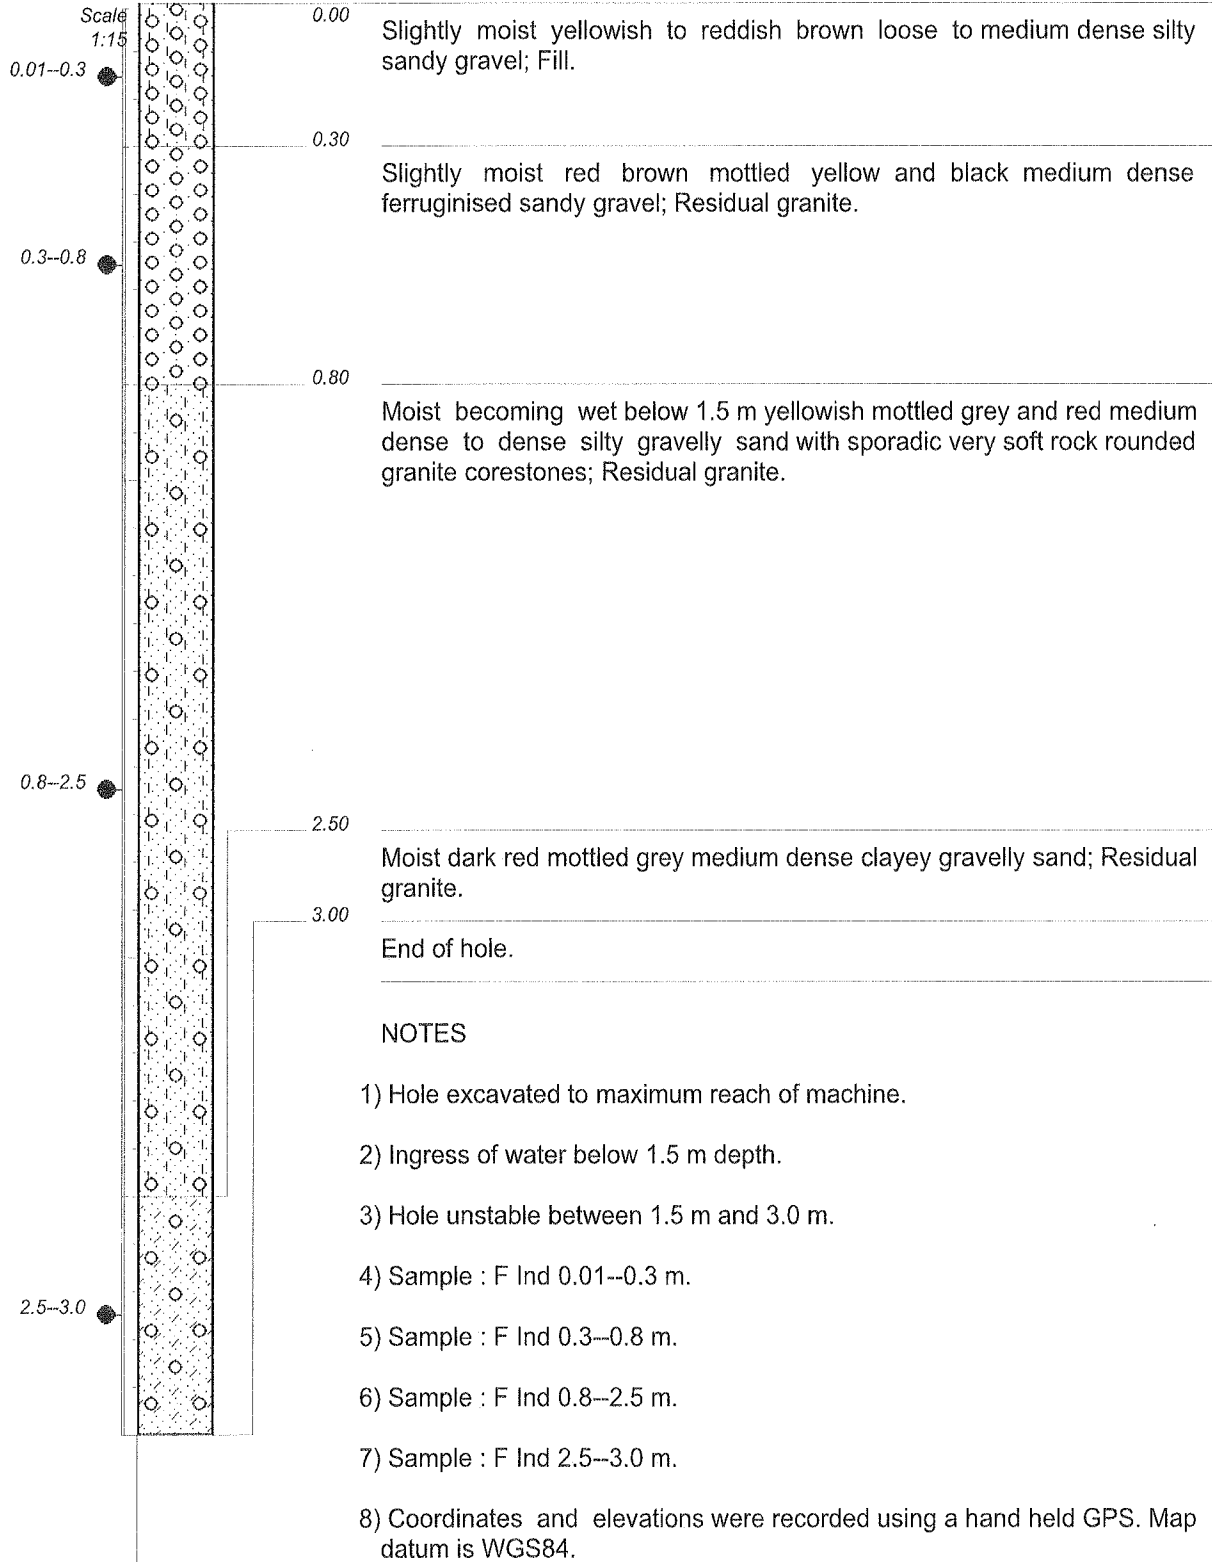 Scale
1:15
0.00
Slightly moist yellowish to reddish brown loose to medium dense silty
sandy gravel; Fill.
0.01--0.3
0.30
Slightly moist red brown mottled yellow and black medium dense
ferruginised sandy gravel; Residual granite.
0.3--0.8
0.80
Moist becoming wet below 1.5 m yellowish mottled grey and red medium
dense to dense silty gravelly sand with sporadic very soft rock rounded
granite corestones; Residual granite.
0.8--2.5
2.50
Moist dark red mottled grey medium dense clayey gravelly sand; Residual
granite.
3.00
End of hole.
NOTES
1) Hole excavated to maximum reach of machine.
2) Ingress of water below 1.5 m depth.
3) Hole unstable between 1.5 m and 3.0 m.
4) Sample : F Ind 0.01--0.3 m.
2.5--3.0
5) Sample : F Ind 0.3--0.8 m.
6) Sample : F Ind 0.8--2.5 m.
7) Sample : F Ind 2.5--3.0 m.
8) Coordinates and elevations were recorded using a hand held GPS. Map
datum is WGS84.